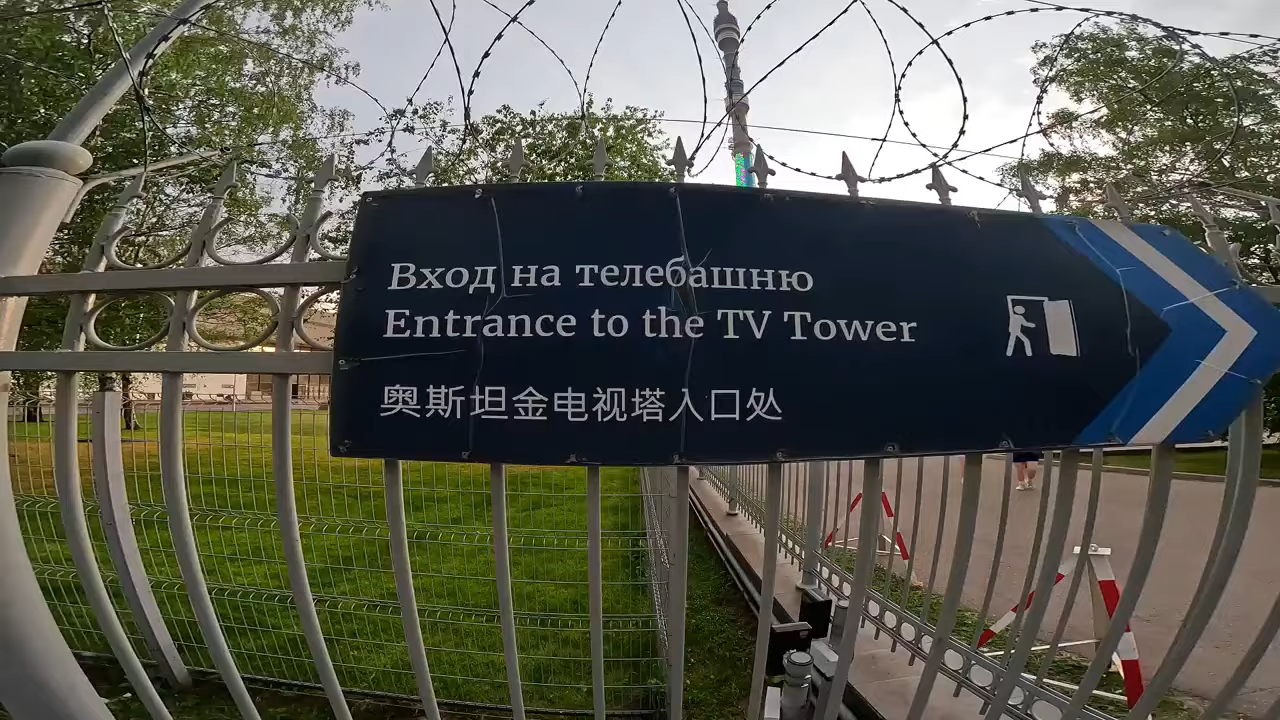 Вход на телебашню
Entrance to the TV Tower
奥斯坦金电视塔入口处